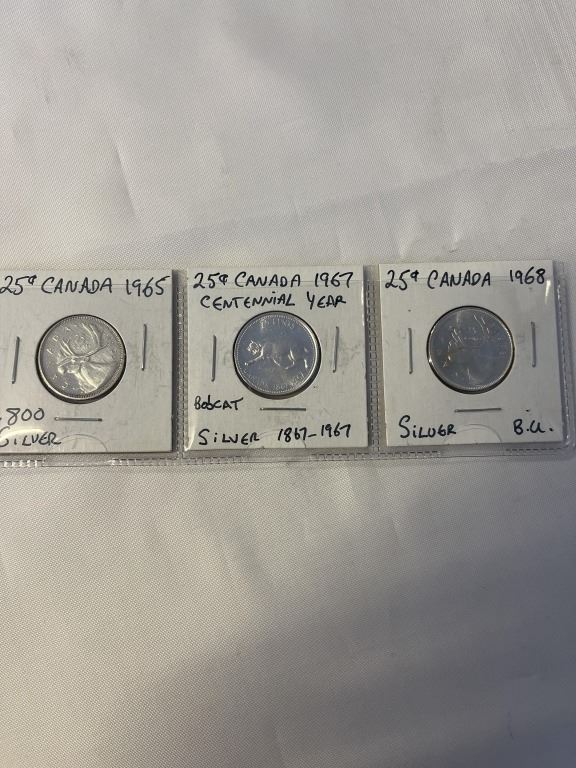 25¢ CANADA 1965
.800
SILVER
25¢ CANADA 1967
CENTENNIAL YEAR
BobCAT
SILVER 1867-1967
25¢ CANADA 1968
SILVER B.U.